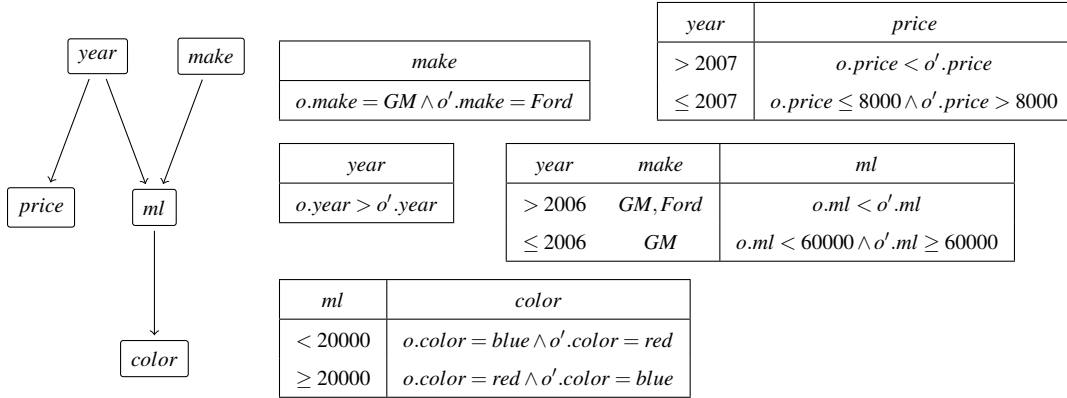 year make
price ml
color
make
o.make = GM ∧ o′.make = Ford
year price
> 2007 o.price < o′.price
≤ 2007 o.price ≤ 8000 ∧ o′.price > 8000
year
o.year > o′.year
year make ml
> 2006 GM,Ford o.ml < o′.ml
≤ 2006 GM o.ml < 60000 ∧ o′.ml ≥ 60000
ml color
< 20000 o.color = blue ∧ o′.color = red
≥ 20000 o.color = red ∧ o′.color = blue